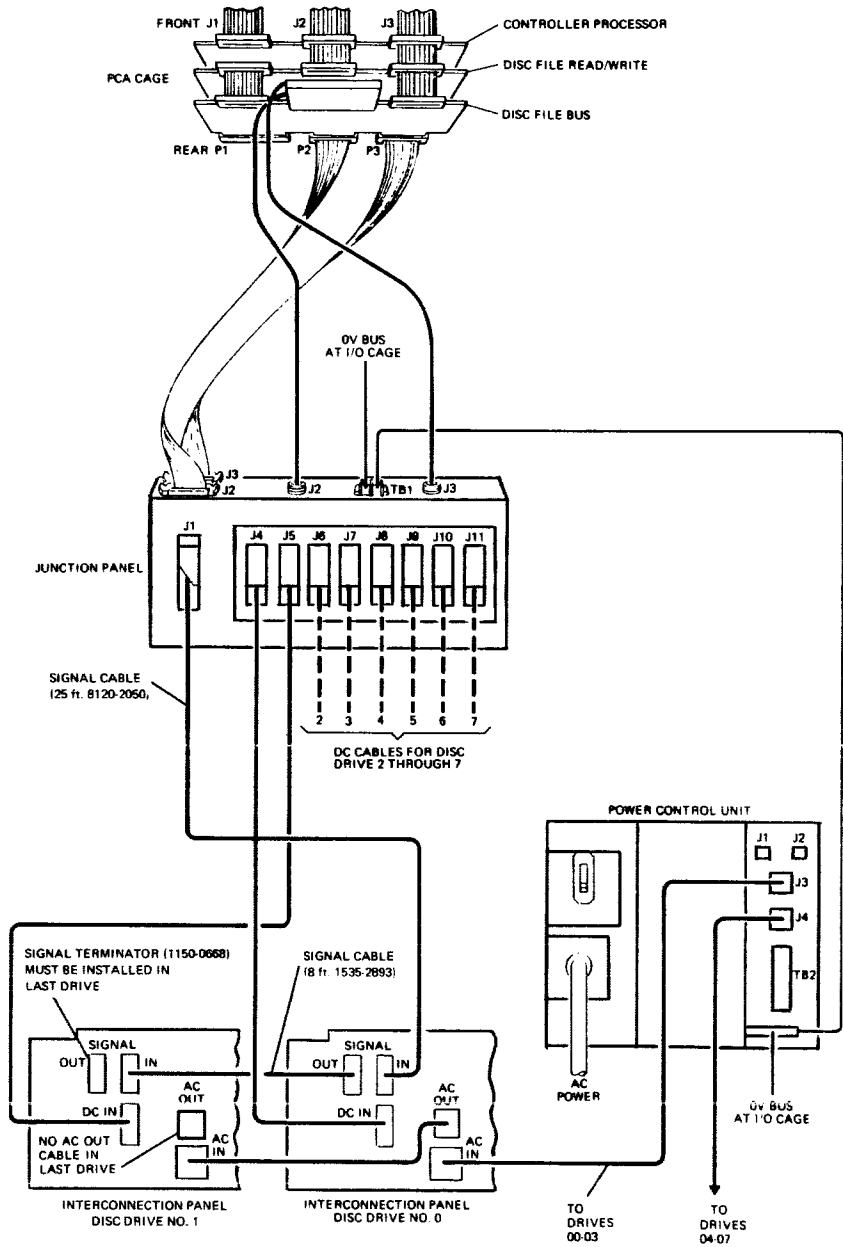 FRONT J1
J2
J3
CONTROLLER PROCESSOR
DISC FILE READ/WRITE
PCA CAGE
DISC FILE BUS
REAR P1
P2
P3
0V BUS
AT I/O CAGE
J3
J2
J2
TB1
J3
J1
J4
J5
J6
J7
J8
J9
J10
J11
JUNCTION PANEL
SIGNAL CABLE
(25 ft. 8120-2050)
2
3
4
5
6
7
DC CABLES FOR DISC
DRIVE 2 THROUGH 7
POWER CONTROL UNIT
J1
J2
J3
J4
TB2
SIGNAL TERMINATOR (1150-0668)
MUST BE INSTALLED IN
LAST DRIVE
SIGNAL CABLE
(8 ft. 1535-2893)
SIGNAL
OUT
IN
AC
OUT
DC IN
NO AC OUT
CABLE IN
LAST DRIVE
AC
IN
SIGNAL
OUT
IN
AC
OUT
DC IN
AC
IN
AC
POWER
0V BUS
AT I/O CAGE
INTERCONNECTION PANEL
DISC DRIVE NO. 1
INTERCONNECTION PANEL
DISC DRIVE NO. 0
TO
DRIVES
00-03
TO
DRIVES
04-07